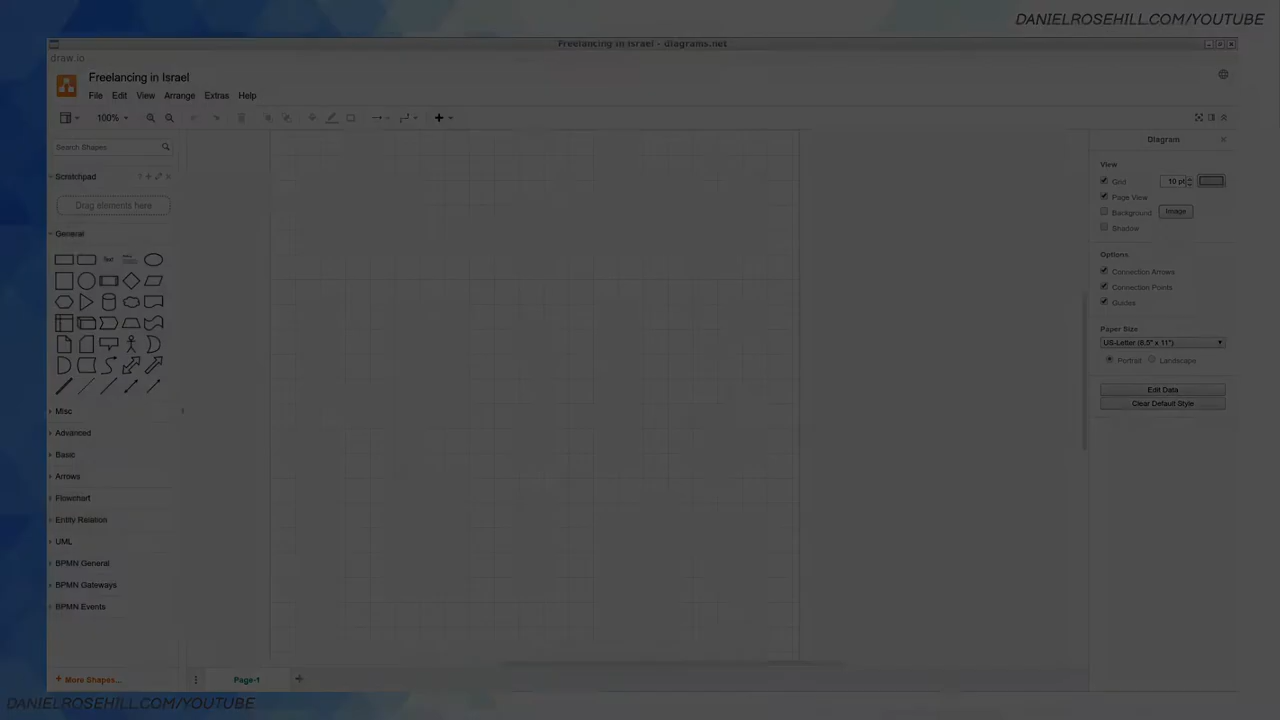 DANIELROSEHILL.COM/YOUTUBE
Freelancing in Israel - diagrams.net
draw.io
Freelancing in Israel
File Edit View Arrange Extras Help
100%
Search Shapes
Scratchpad
Drag elements here
General
Text
Misc
Advanced
Basic
Arrows
Flowchart
Entity Relation
UML
BPMN General
BPMN Gateways
BPMN Events
+ More Shapes...
Page-1
Diagram
View
Grid 10 pt
Page View
Background Image
Shadow
Options
Connection Arrows
Connection Points
Guides
Paper Size
US-Letter (8,5" x 11")
Portrait Landscape
Edit Data
Clear Default Style
DANIELROSEHILL.COM/YOUTUBE